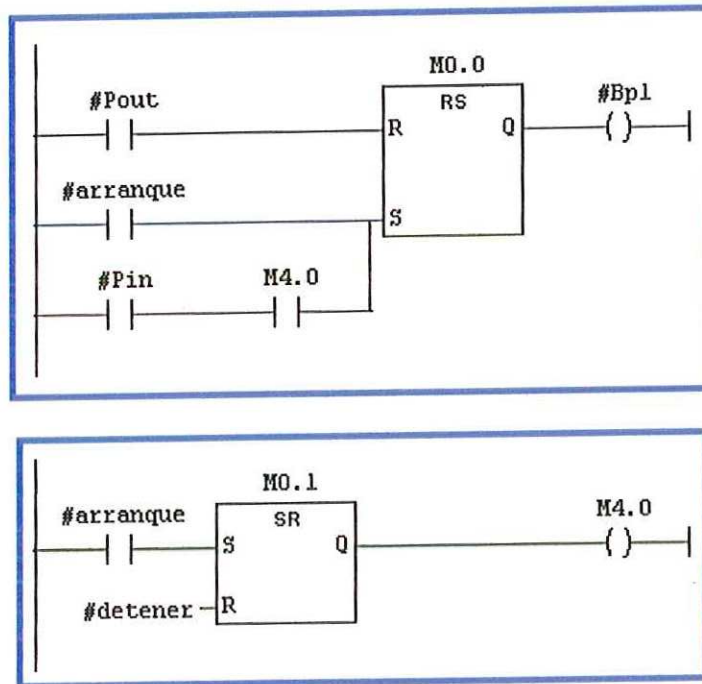 M0.0
#Pout
RS
#Bpl
R
Q
#arranque
S
#Pin
M4.0
M0.1
#arranque
SR
M4.0
S
Q
#detener
R